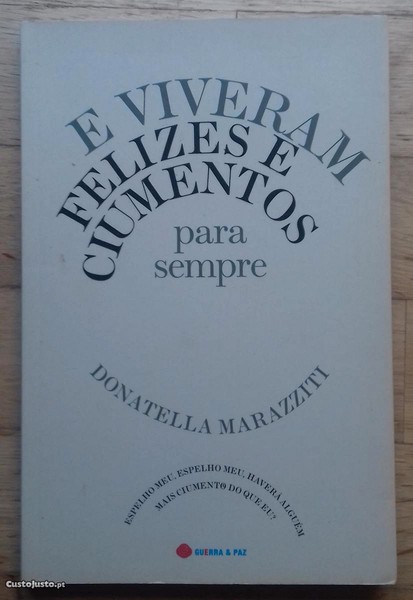 E VIVERAM
FELIZES E
CIUMENTOS
para
sempre
DONATELLA MARAZZITI
ESPELHO MEU, ESPELHO MEU, HAVERÁ ALGUÉM
MAIS CIUMENTO DO QUE EU?
GUERRA & PAZ
CustoJusto.pt